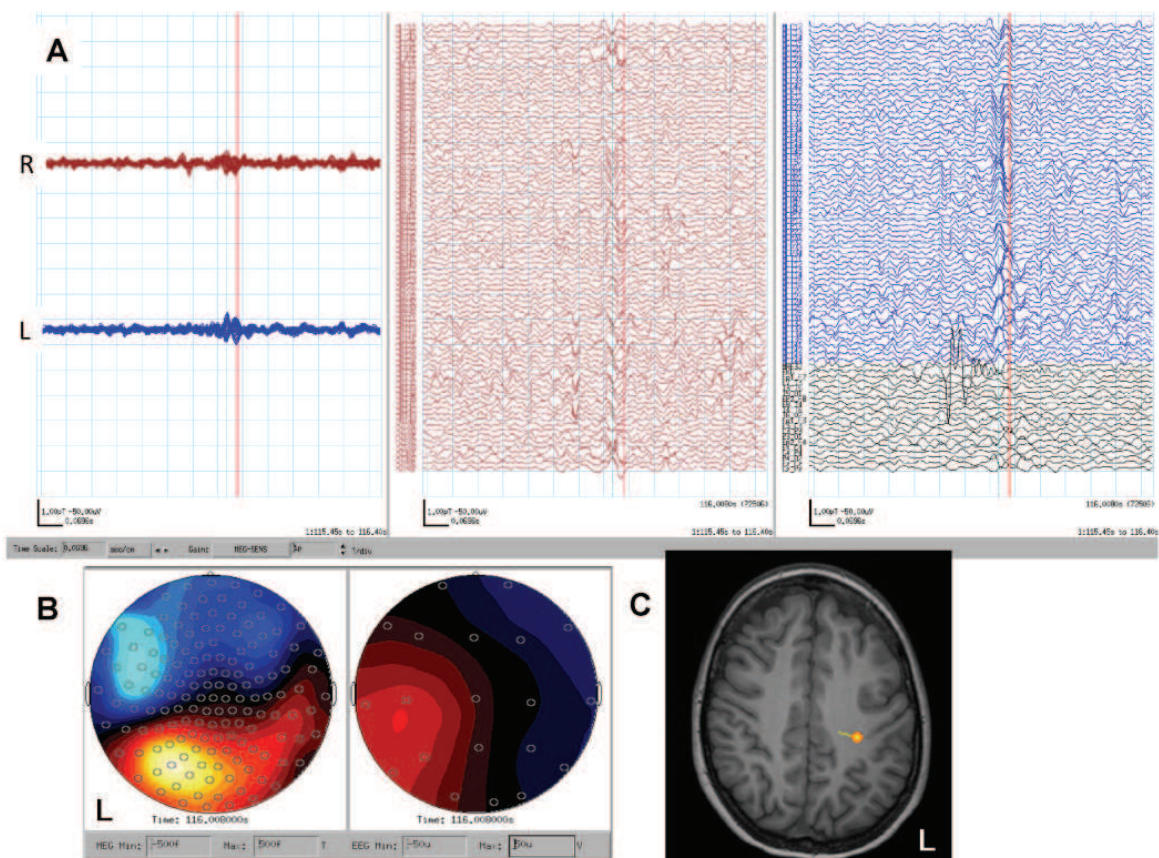 A
R
L
1.00pT -50.00uV
0.0696s
1:115.45s to 116.40s
1.00pT -50.00uV
0.0696s
116.0080s (72506)
1:115.45s to 116.40s
1.00pT -50.00uV
0.0696s
116.0080s (72506)
1:115.45s to 116.40s
Time Scale: 0.0696 sec/cm Gain: MEG-SENS 1/div
B
L
Time: 116.008000s
Time: 116.008000s
MEG Min: -500f Max: 500f T EEG Min: -50u Max: 50u V
C
L